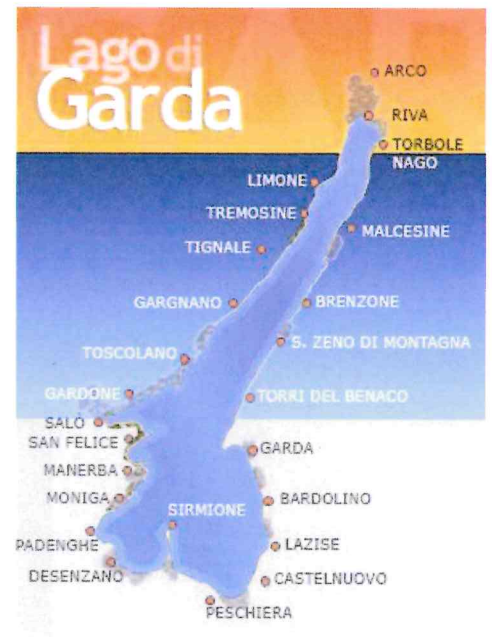 Lago di
Garda
ARCO
RIVA
TORBOLE
NAGO
LIMONE
TREMOSINE
MALCESINE
TIGNALE
GARGNANO
BRENZONE
S. ZENO DI MONTAGNA
TOSCOLANO
GARDONE
TORRI DEL BENACO
SALÒ
SAN FELICE
GARDA
MANERBA
MONIGA
BARDOLINO
SIRMIONE
PADENGHE
LAZISE
DESENZANO
CASTELNUOVO
PESCHIERA